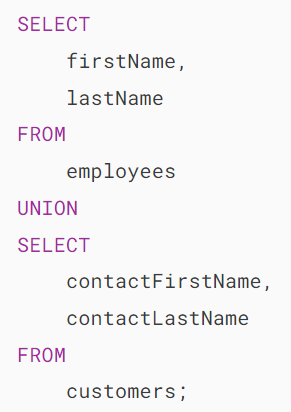 SELECT
    firstName,
    lastName
FROM
    employees
UNION
SELECT
    contactFirstName,
    contactLastName
FROM
    customers;